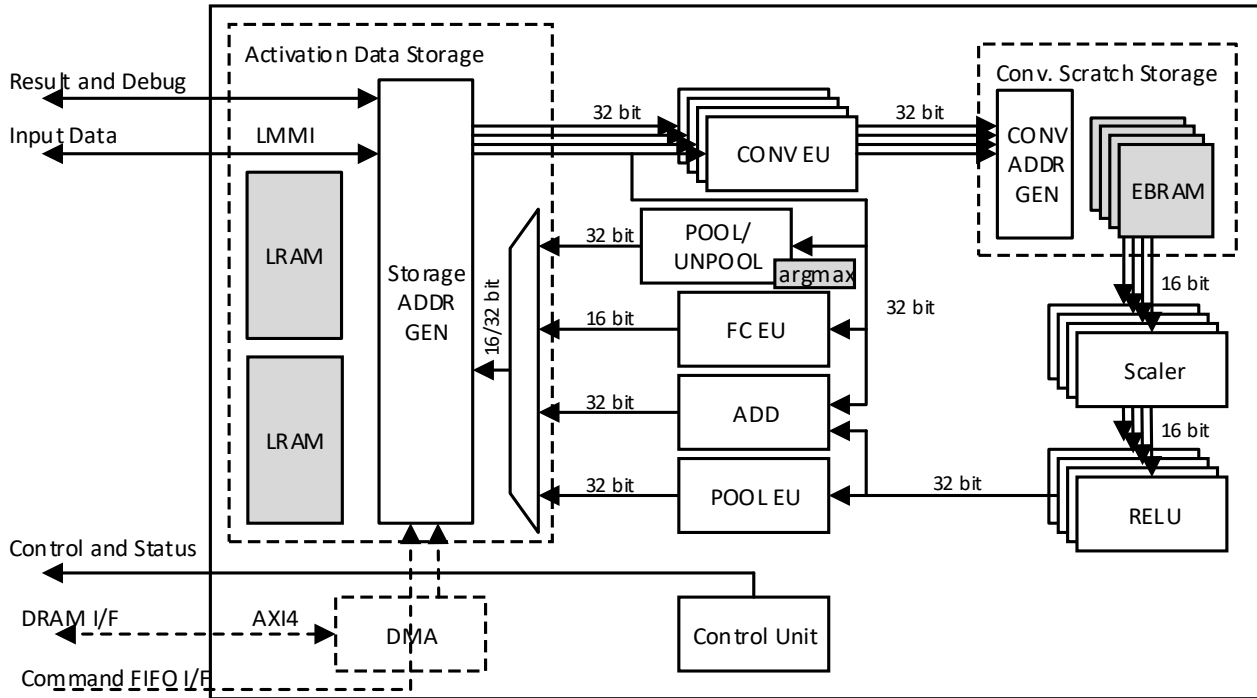 Activation Data Storage
Result and Debug
Input Data
LMMI
LRAM
LRAM
Storage
ADDR
GEN
16/32 bit
32 bit
CONV EU
32 bit
Conv. Scratch Storage
CONV
ADDR
GEN
EBRAM
32 bit
POOL/
UNPOOL
argmax
16 bit
FC EU
32 bit
32 bit
ADD
32 bit
POOL EU
32 bit
16 bit
Scaler
16 bit
RELU
Control and Status
DRAM I/F
AXI4
DMA
Control Unit
Command FIFO I/F